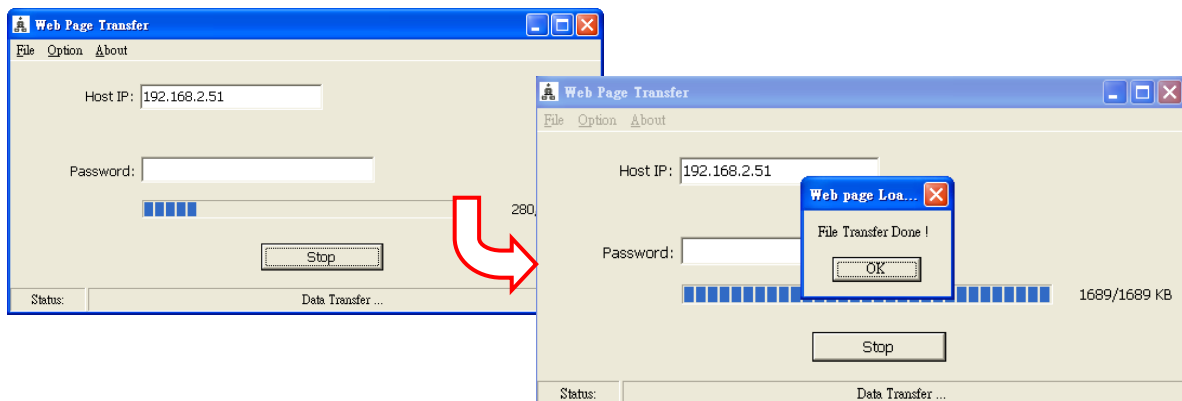 Web Page Transfer
File Option About
Host IP: 192.168.2.51
Password:
280,
Stop
Status: Data Transfer ...
Web Page Transfer
File Option About
Host IP: 192.168.2.51
Web page Loa...
File Transfer Done !
OK
Password:
1689/1689 KB
Stop
Status: Data Transfer ...